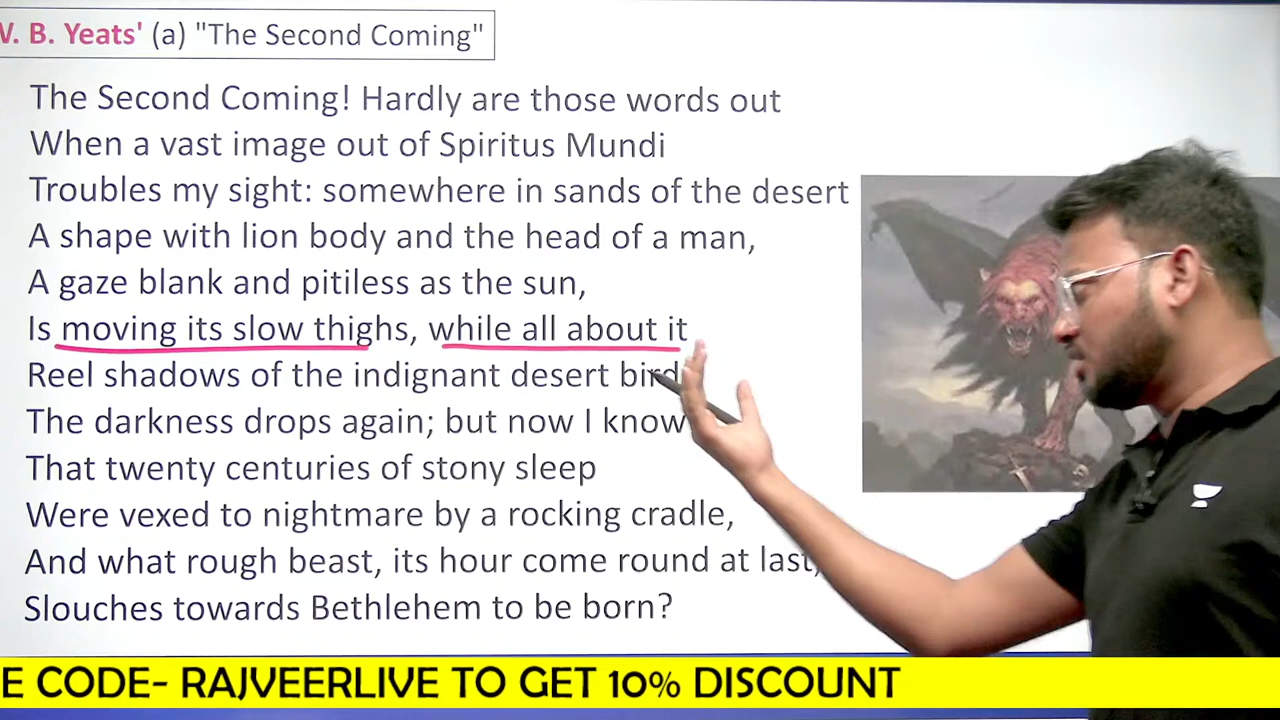 V. B. Yeats' (a) "The Second Coming"
The Second Coming! Hardly are those words out
When a vast image out of Spiritus Mundi
Troubles my sight: somewhere in sands of the desert
A shape with lion body and the head of a man,
A gaze blank and pitiless as the sun,
Is moving its slow thighs, while all about it
Reel shadows of the indignant desert bird
The darkness drops again; but now I know
That twenty centuries of stony sleep
Were vexed to nightmare by a rocking cradle,
And what rough beast, its hour come round at last,
Slouches towards Bethlehem to be born?
E CODE- RAJVEERLIVE TO GET 10% DISCOUNT